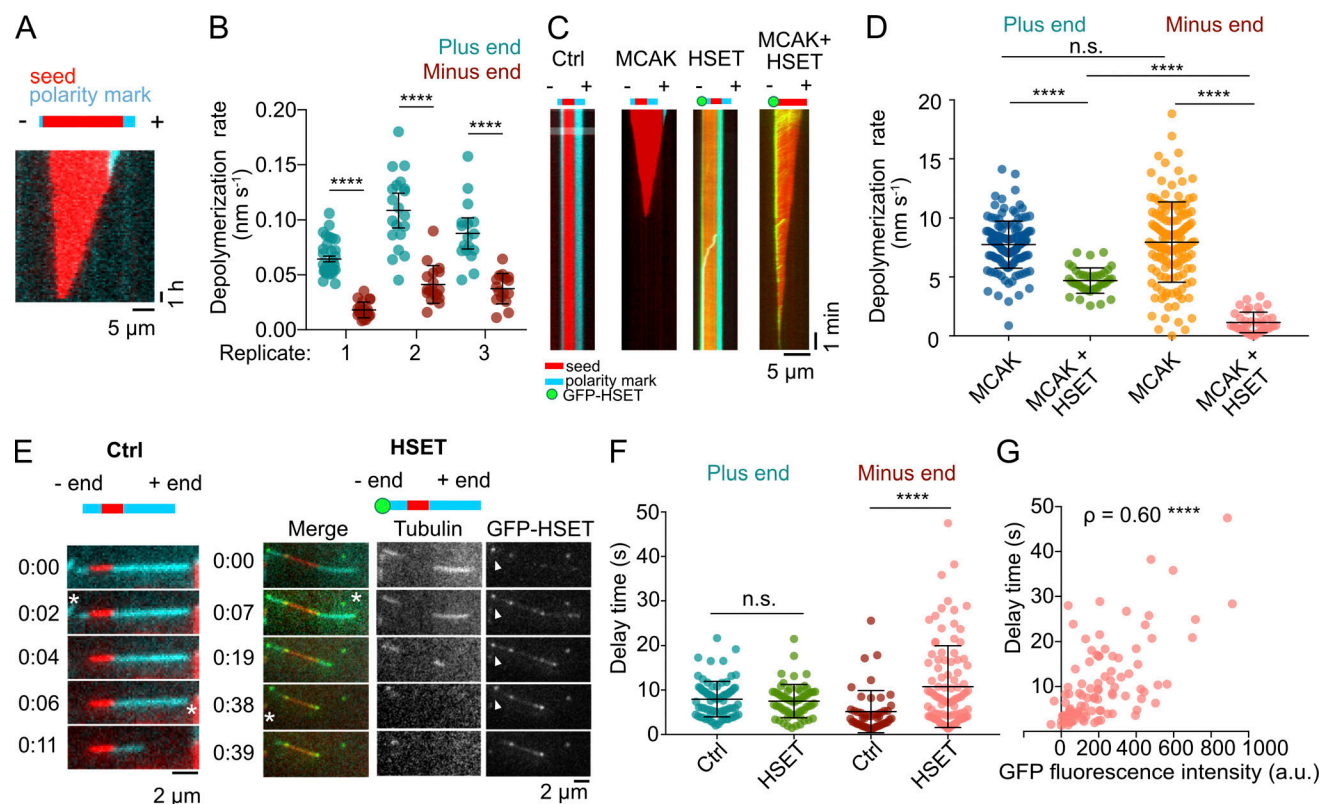 A
seed
polarity mark
- +
1 h
5 µm
B
Plus end
Minus end
Depolymerization rate
(nm s⁻¹)
0.20
0.15
0.10
0.05
0.00
****
****
****
Replicate: 1 2 3
C
Ctrl MCAK HSET MCAK+
HSET
- + - + - + - +
1 min
5 µm
seed
polarity mark
GFP-HSET
D
Plus end Minus end
n.s.
****
**** ****
Depolymerization rate
(nm s⁻¹)
20
15
10
5
0
MCAK
MCAK +
HSET
MCAK
MCAK +
HSET
E
Ctrl
- end + end
0:00
0:02 *
0:04
0:06 *
0:11
2 µm
HSET
- end + end
Merge Tubulin GFP-HSET
0:00
0:07 *
0:19
0:38 *
0:39
2 µm
F
Plus end Minus end
****
n.s.
Delay time (s)
50
40
30
20
10
0
Ctrl
HSET
Ctrl
HSET
G
ρ = 0.60 ****
Delay time (s)
50
40
30
20
10
0 200 400 600 800 1000
GFP fluorescence intensity (a.u.)